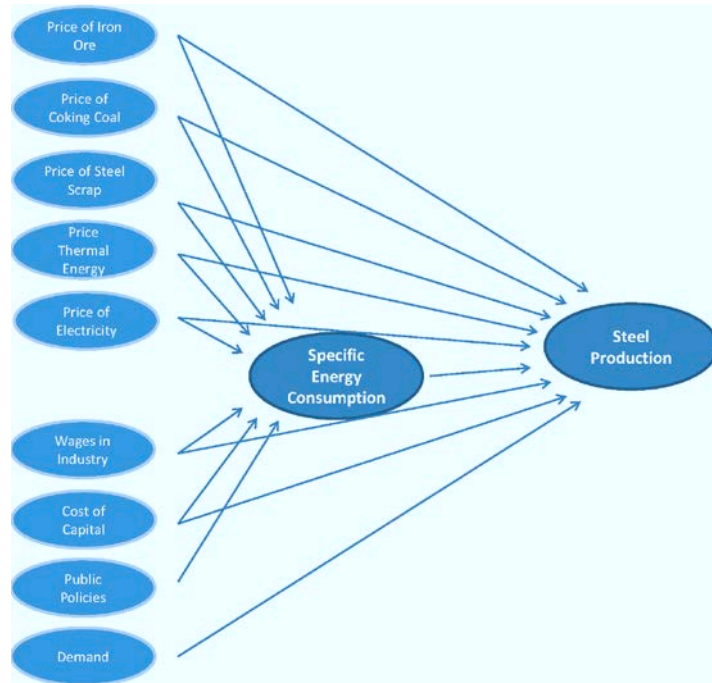 Price of Iron
Ore
Price of
Coking Coal
Price of Steel
Scrap
Price
Thermal
Energy
Price of
Electricity
Specific
Energy
Consumption
Steel
Production
Wages in
Industry
Cost of
Capital
Public
Policies
Demand